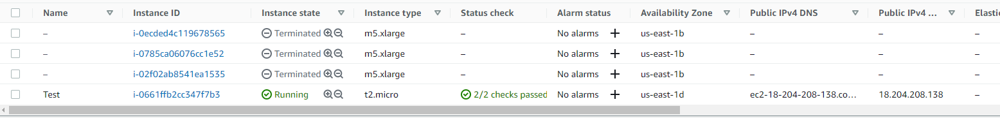 Name Instance ID Instance state Instance type Status check Alarm status Availability Zone Public IPv4 DNS Public IPv4 ... Elastic
– i-0ecded4c119678565 Terminated m5.xlarge – No alarms + us-east-1b – – –
– i-0785ca06076cc1e52 Terminated m5.xlarge – No alarms + us-east-1b – – –
– i-02f02ab8541ea1535 Terminated m5.xlarge – No alarms + us-east-1b – – –
Test i-0661ffb2cc347f7b3 Running t2.micro 2/2 checks passed No alarms + us-east-1d ec2-18-204-208-138.co... 18.204.208.138 –